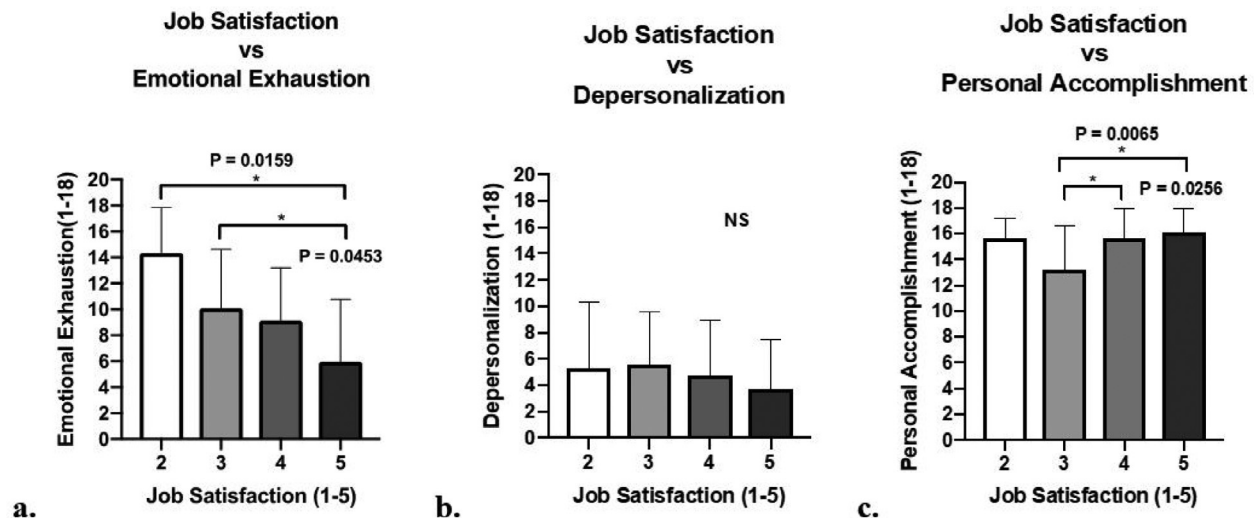 Job Satisfaction
vs
Emotional Exhaustion
P = 0.0159
*
*
P = 0.0453
Emotional Exhaustion(1-18)
20
18
16
14
12
10
8
6
4
2
0
2 3 4 5
Job Satisfaction (1-5)
a.
Job Satisfaction
vs
Depersonalization
NS
Depersonalization (1-18)
20
18
16
14
12
10
8
6
4
2
0
2 3 4 5
Job Satisfaction (1-5)
b.
Job Satisfaction
vs
Personal Accomplishment
P = 0.0065
*
*
P = 0.0256
Personal Accomplishment (1-18)
20
18
16
14
12
10
8
6
4
2
0
2 3 4 5
Job Satisfaction (1-5)
c.